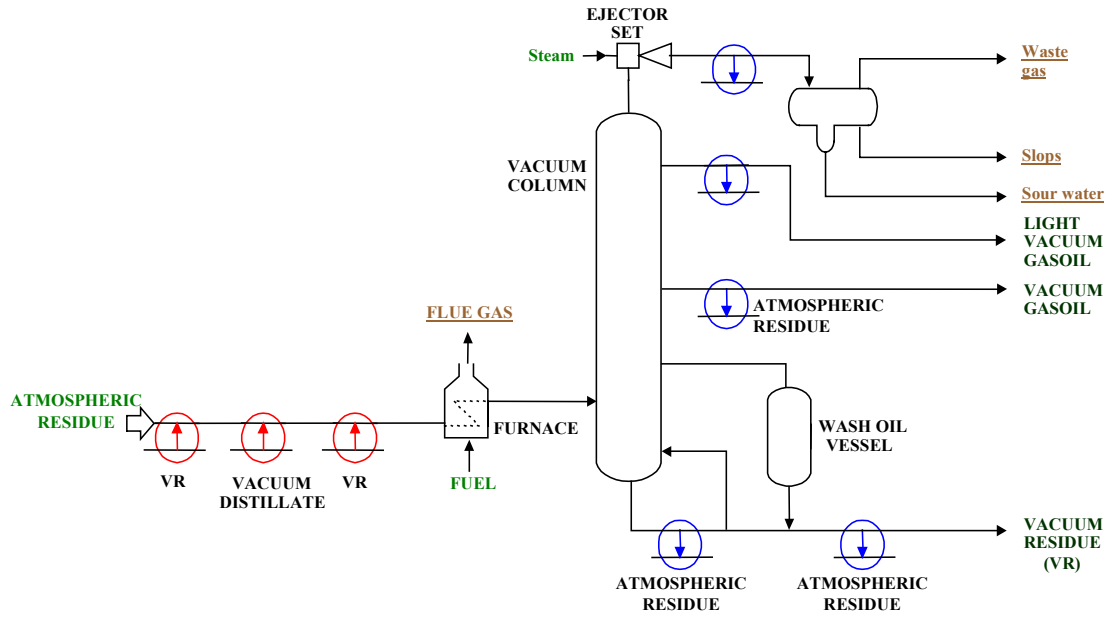 EJECTOR
SET
Steam
Waste
gas
VACUUM
COLUMN
Slops
Sour water
LIGHT
VACUUM
GASOIL
VACUUM
GASOIL
ATMOSPHERIC
RESIDUE
FLUE GAS
ATMOSPHERIC
RESIDUE
FURNACE
WASH OIL
VESSEL
VR
VACUUM
DISTILLATE
VR
FUEL
VACUUM
RESIDUE
(VR)
ATMOSPHERIC
RESIDUE
ATMOSPHERIC
RESIDUE